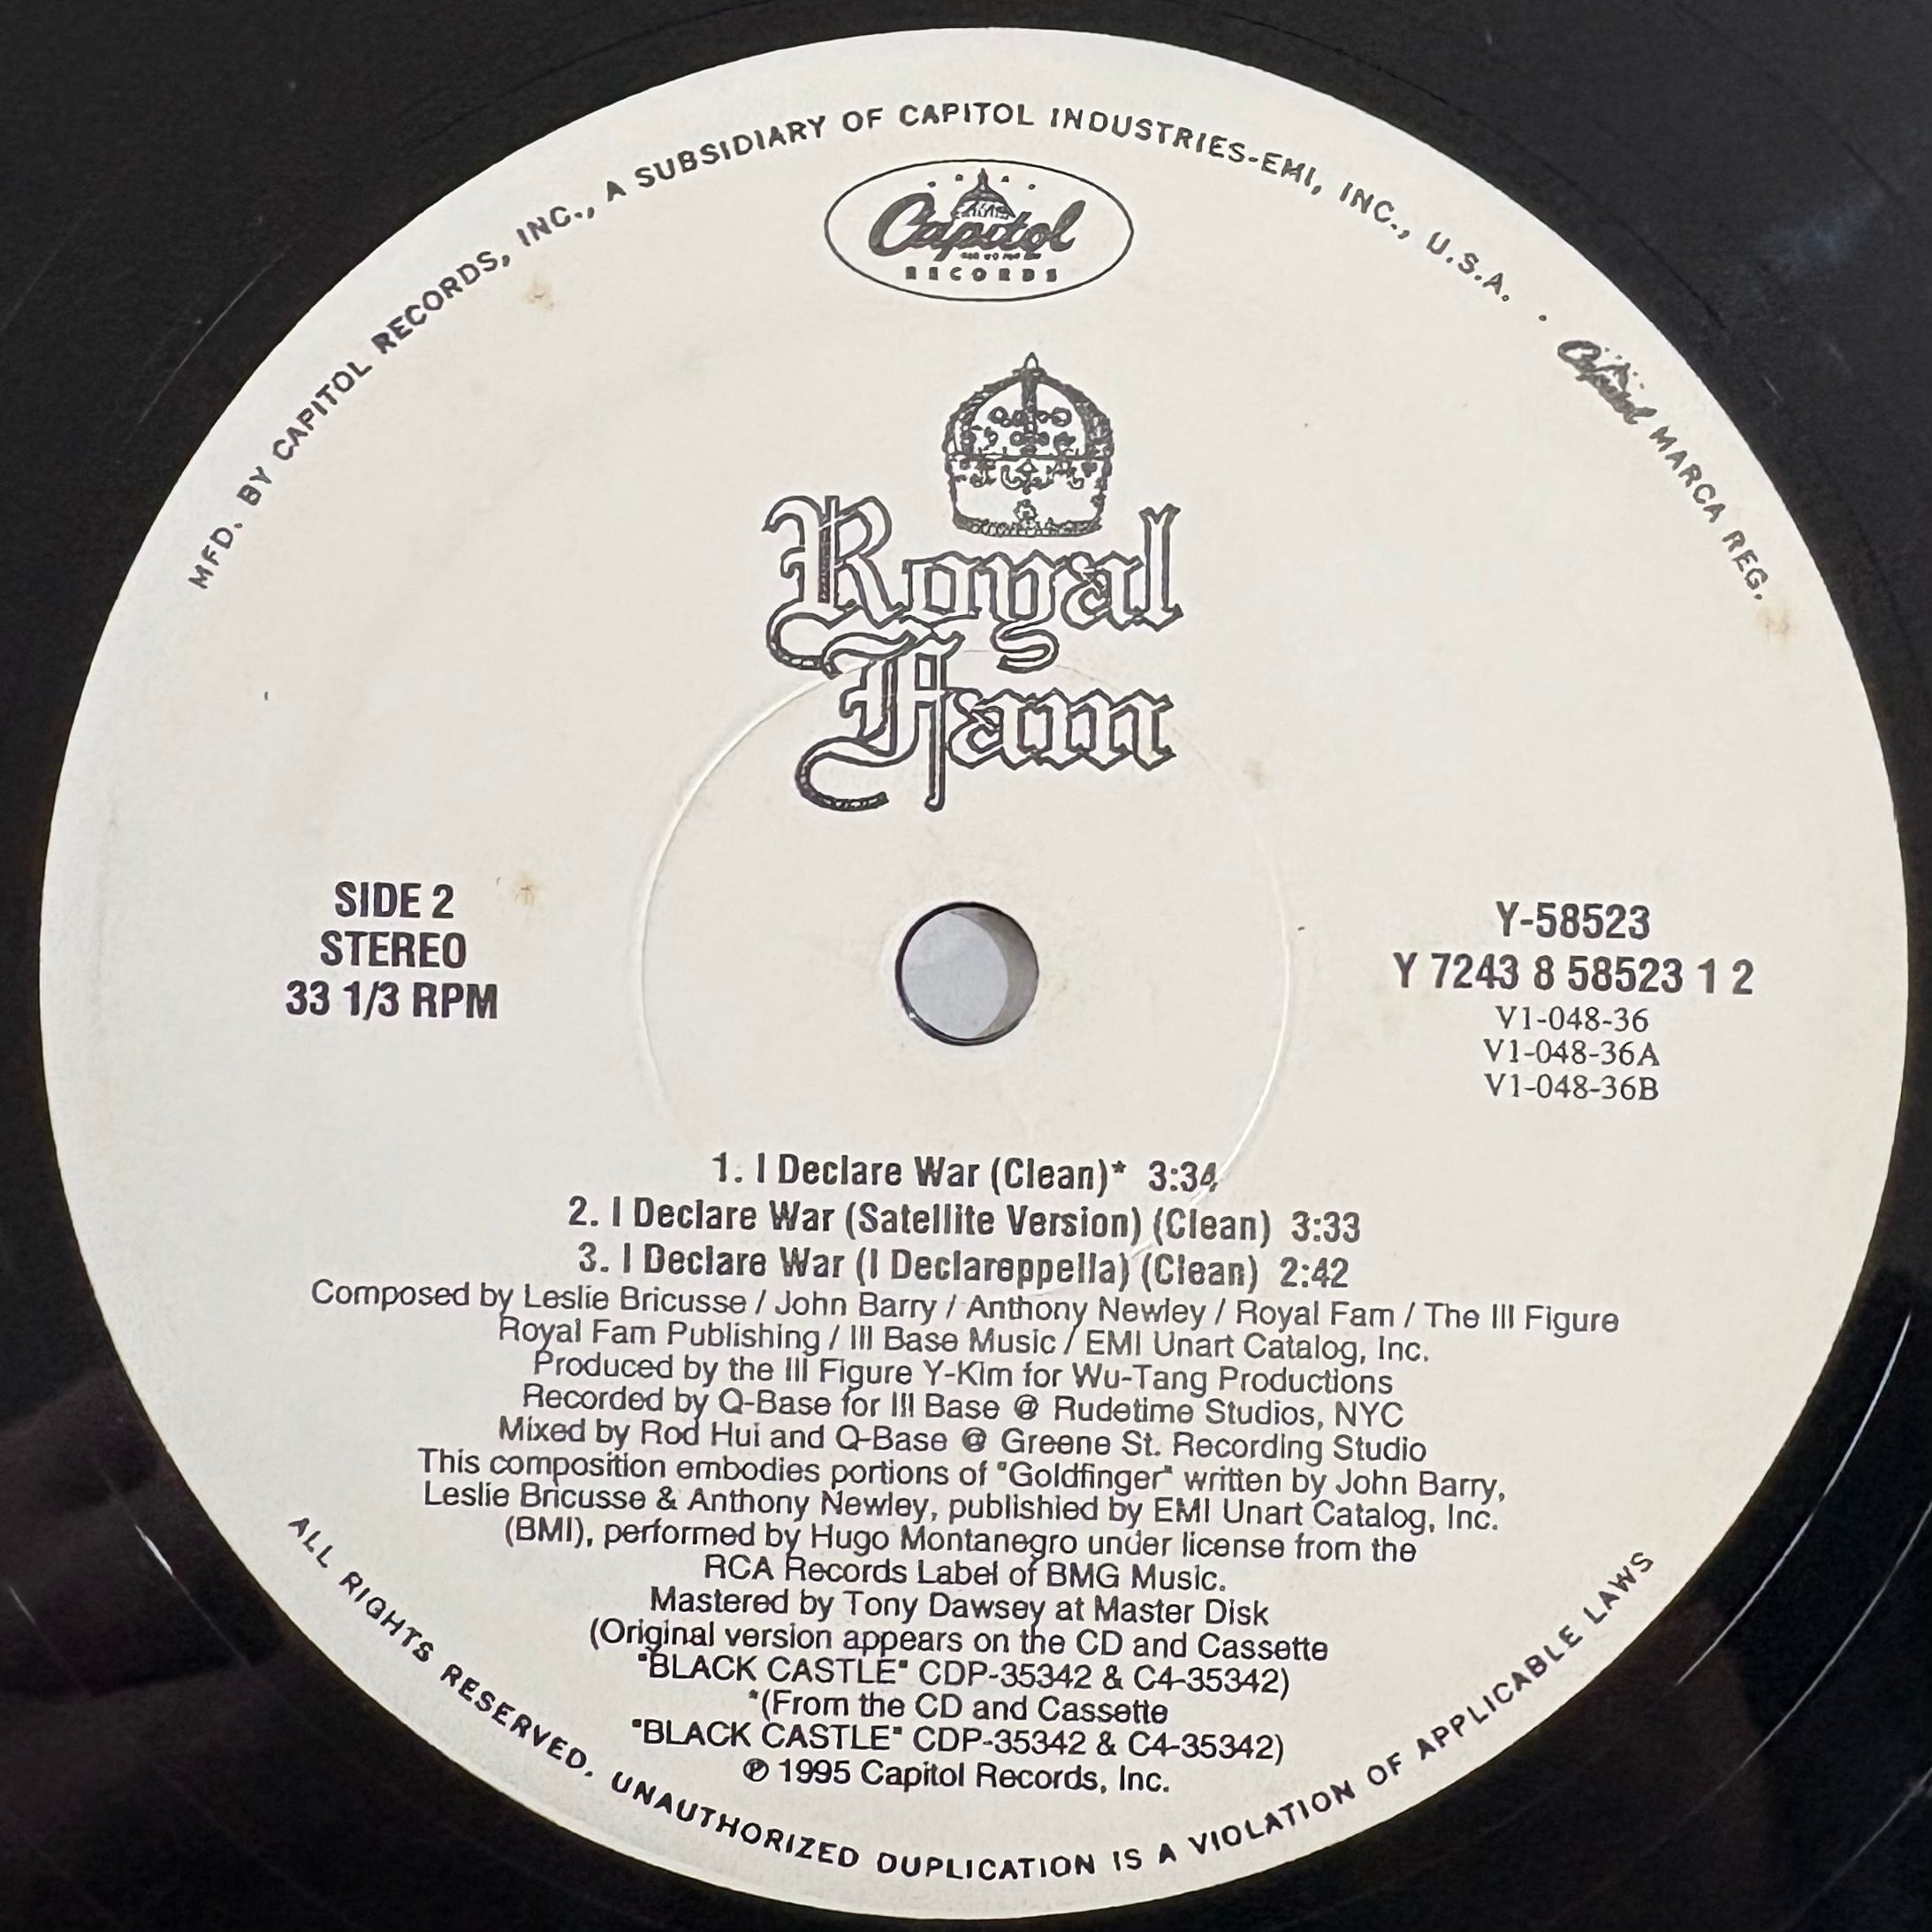 MFD. BY CAPITOL RECORDS, INC., A SUBSIDIARY OF CAPITOL INDUSTRIES-EMI, INC., U.S.A. · Capitol MARCA REG.
Capitol
RECORDS
Royal
Fam
SIDE 2
STEREO
33 1/3 RPM
Y-58523
Y 7243 8 58523 1 2
V1-048-36
V1-048-36A
V1-048-36B
1. I Declare War (Clean)* 3:34
2. I Declare War (Satellite Version) (Clean) 3:33
3. I Declare War (I Declareppella) (Clean) 2:42
Composed by Leslie Bricusse / John Barry / Anthony Newley / Royal Fam / The Ill Figure
Royal Fam Publishing / Ill Base Music / EMI Unart Catalog, Inc.
Produced by the Ill Figure Y-Kim for Wu-Tang Productions
Recorded by Q-Base for Ill Base @ Rudetime Studios, NYC
Mixed by Rod Hui and Q-Base @ Greene St. Recording Studio
This composition embodies portions of "Goldfinger" written by John Barry,
Leslie Bricusse & Anthony Newley, publishied by EMI Unart Catalog, Inc.
(BMI), performed by Hugo Montanegro under license from the
RCA Records Label of BMG Music.
Mastered by Tony Dawsey at Master Disk
(Original version appears on the CD and Cassette
"BLACK CASTLE" CDP-35342 & C4-35342)
*(From the CD and Cassette
"BLACK CASTLE" CDP-35342 & C4-35342)
℗ 1995 Capitol Records, Inc.
ALL RIGHTS RESERVED. UNAUTHORIZED DUPLICATION IS A VIOLATION OF APPLICABLE LAWS